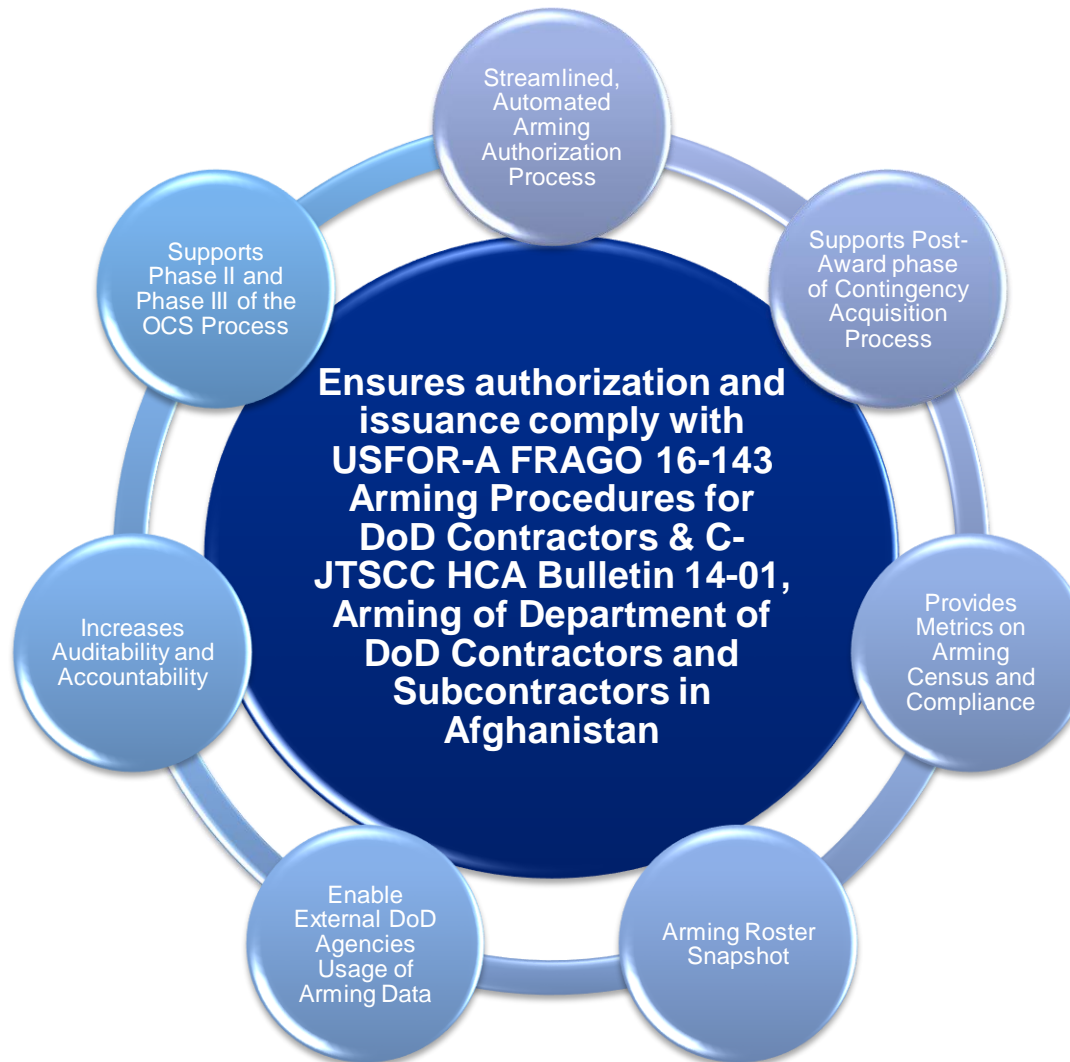 Streamlined,
Automated
Arming
Authorization
Process
Supports Post-
Award phase
of Contingency
Acquisition
Process
Provides
Metrics on
Arming
Census and
Compliance
Arming Roster
Snapshot
Enable
External DoD
Agencies
Usage of
Arming Data
Increases
Auditability and
Accountability
Supports
Phase II and
Phase III of the
OCS Process
Ensures authorization and
issuance comply with
USFOR-A FRAGO 16-143
Arming Procedures for
DoD Contractors & C-
JTSCC HCA Bulletin 14-01,
Arming of Department of
DoD Contractors and
Subcontractors in
Afghanistan